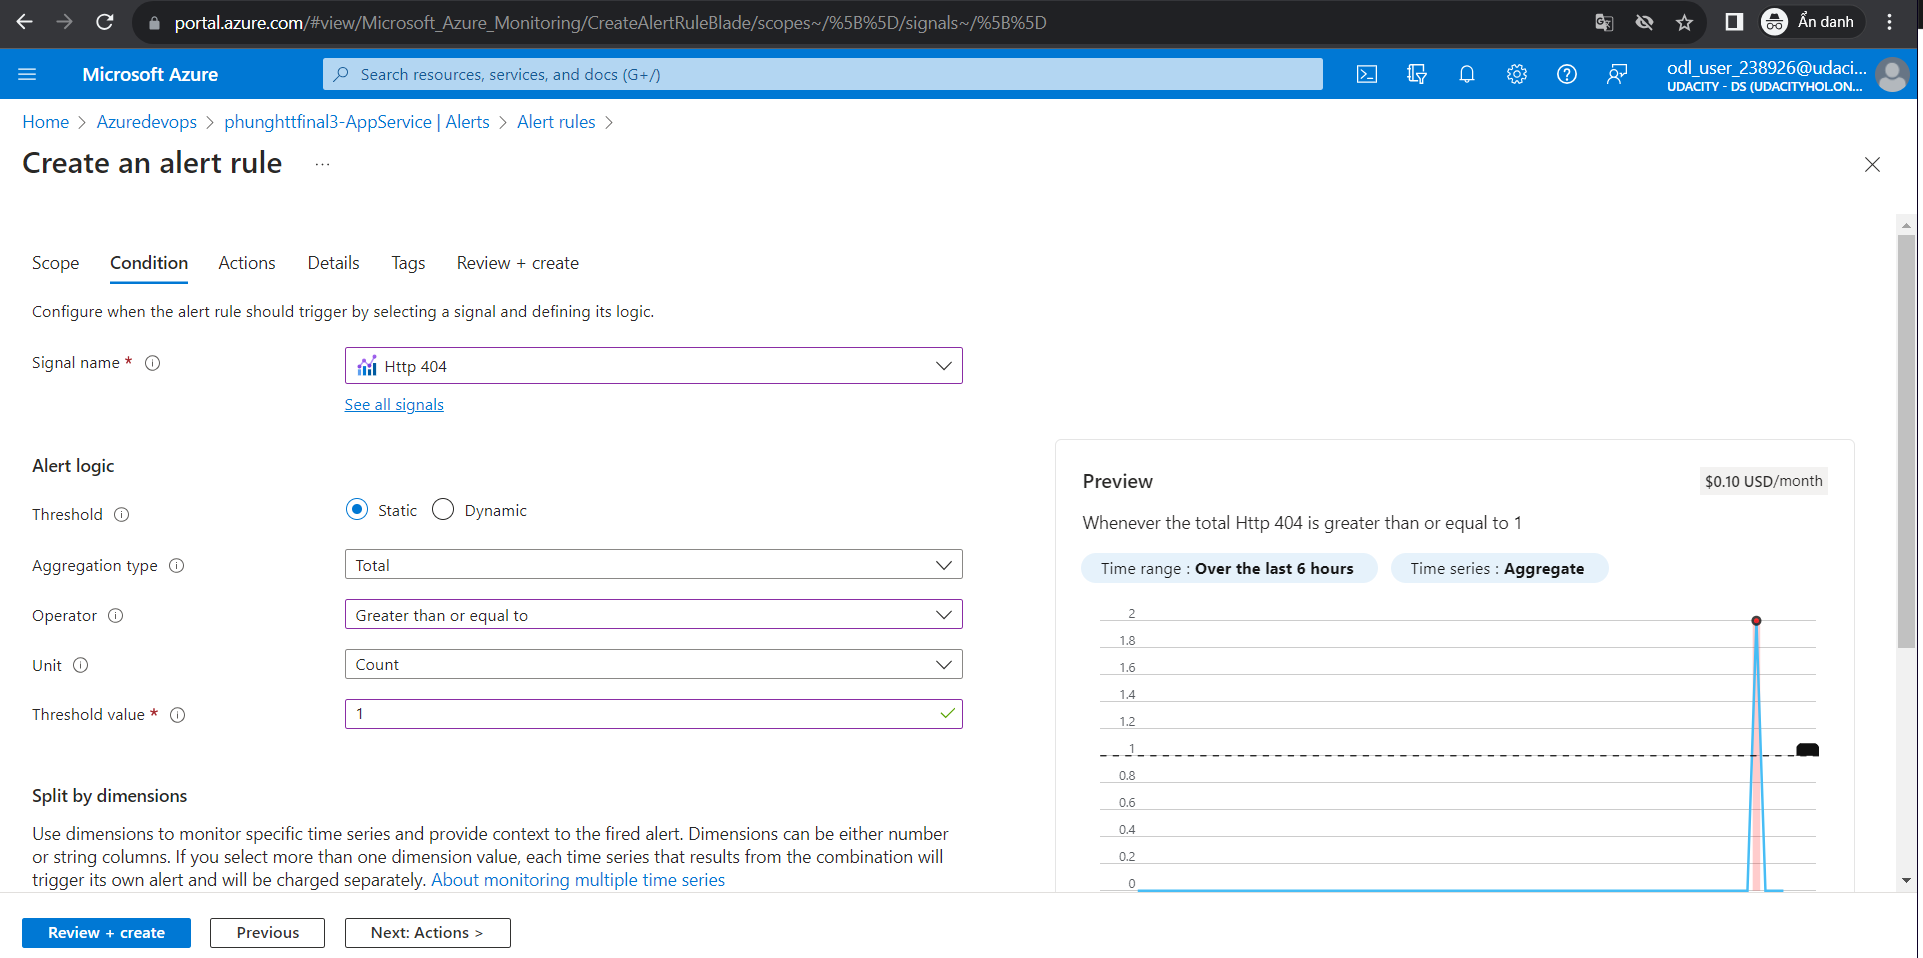 portal.azure.com/#view/Microsoft_Azure_Monitoring/CreateAlertRuleBlade/scopes~/%5B%5D/signals~/%5B%5D
Ẩn danh
Microsoft Azure
Search resources, services, and docs (G+/)
odl_user_238926@udaci...
UDACITY - DS (UDACITYHOL.ON...
Home > Azuredevops > phunghttfinal3-AppService | Alerts > Alert rules >
Create an alert rule ...
Scope Condition Actions Details Tags Review + create
Configure when the alert rule should trigger by selecting a signal and defining its logic.
Signal name *
Http 404
See all signals
Alert logic
Threshold
Static Dynamic
Aggregation type
Total
Operator
Greater than or equal to
Unit
Count
Threshold value *
1
Split by dimensions
Use dimensions to monitor specific time series and provide context to the fired alert. Dimensions can be either number
or string columns. If you select more than one dimension value, each time series that results from the combination will
trigger its own alert and will be charged separately. About monitoring multiple time series
Preview
$0.10 USD/month
Whenever the total Http 404 is greater than or equal to 1
Time range : Over the last 6 hours
Time series : Aggregate
2
1.8
1.6
1.4
1.2
1
0.8
0.6
0.4
0.2
0
Review + create
Previous
Next: Actions >